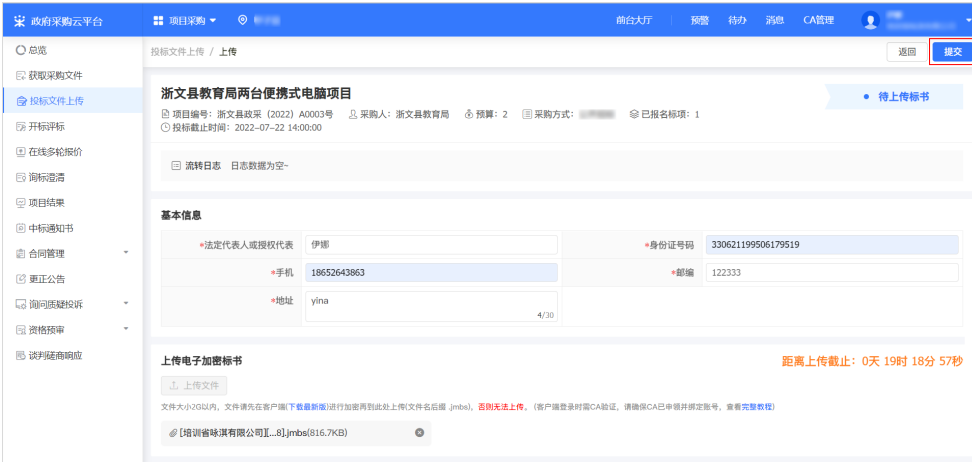 政府采购云平台
项目采购
前台大厅 预警 待办 消息 CA管理
总览
获取采购文件
投标文件上传
开标评标
在线多轮报价
询标澄清
项目结果
中标通知书
合同管理
更正公告
询问质疑投诉
资格预审
谈判磋商响应
投标文件上传 / 上传
返回 提交
浙文县教育局两台便携式电脑项目
待上传标书
项目编号：浙文县政采（2022）A0003号 采购人：浙文县教育局 预算：2 采购方式： 已报名标项：1
投标截止时间：2022-07-22 14:00:00
流转日志 日志数据为空~
基本信息
*法定代表人或授权代表 伊娜 *身份证号码 330621199506179519
*手机 18652643863 *邮编 122333
*地址 yina
4/30
上传电子加密标书 距离上传截止：0天 19时 18分 57秒
上传文件
文件大小2G以内，文件请先在客户端(下载最新版)进行加密再到此处上传(文件名后缀 .jmbs)，否则无法上传，（客户端登录时需CA验证，请确保CA已申领并绑定账号，查看完整教程）
[培训省咏淇有限公司][...8].jmbs(816.7KB)